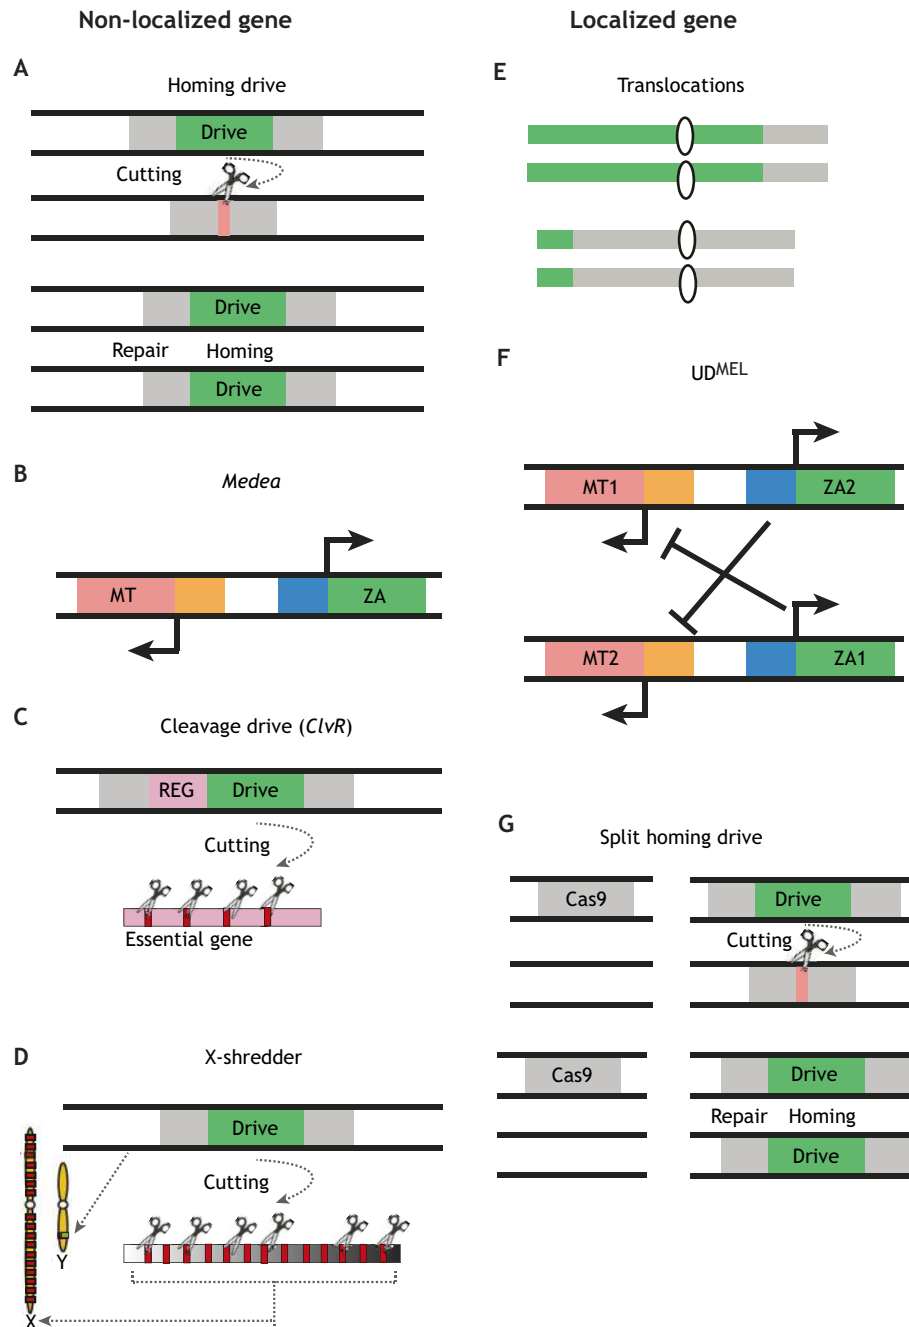 Non-localized gene
A
Homing drive
Drive
Cutting
Drive
Repair Homing
Drive
B
Medea
MT
ZA
C
Cleavage drive (ClvR)
REG
Drive
Cutting
Essential gene
D
X-shredder
Drive
Cutting
Y
X
Localized gene
E
Translocations
F
UDMEL
MT1
ZA2
MT2
ZA1
G
Split homing drive
Cas9
Drive
Cutting
Cas9
Drive
Repair Homing
Drive